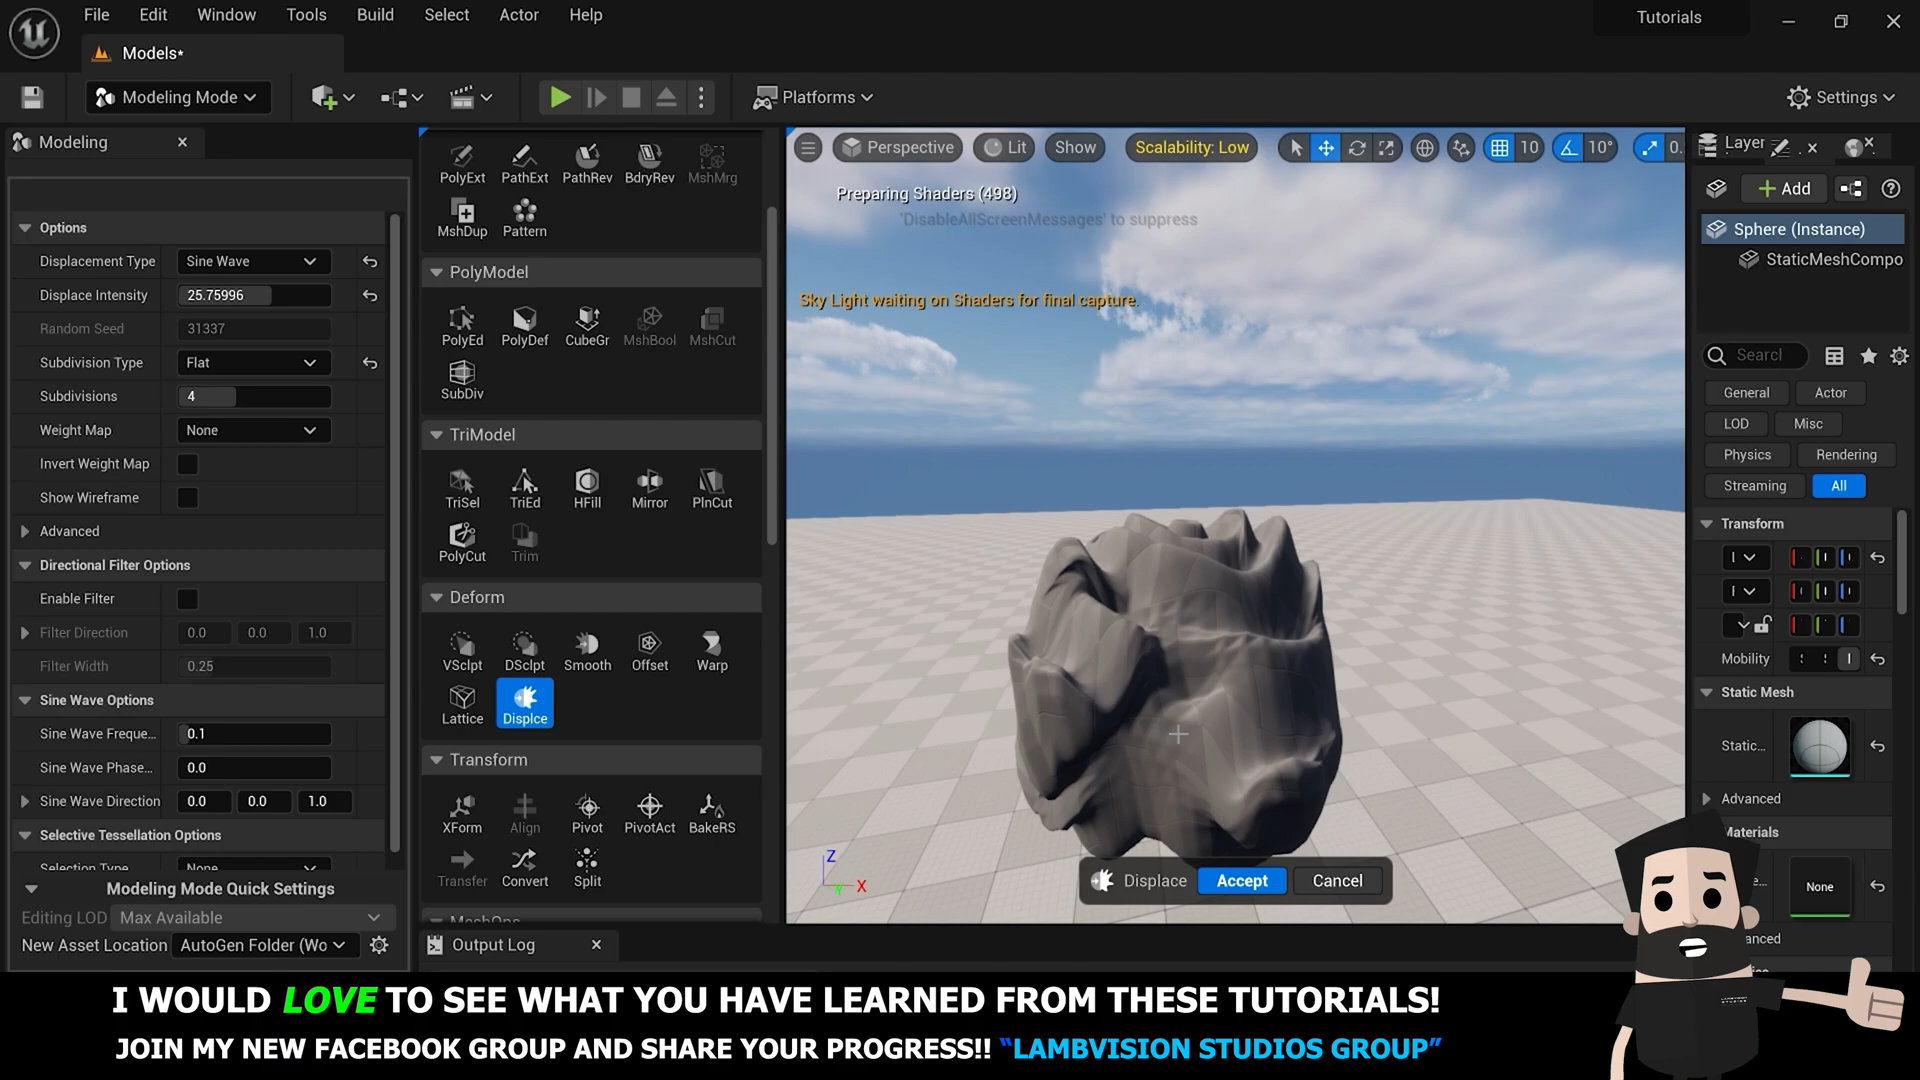 File Edit Window Tools Build Select Actor Help
Tutorials
Models*
Modeling Mode
Platforms
Settings
Modeling
Options
Displacement Type Sine Wave
Displace Intensity 25.75996
Random Seed 31337
Subdivision Type Flat
Subdivisions 4
Weight Map None
Invert Weight Map
Show Wireframe
Advanced
Directional Filter Options
Enable Filter
Filter Direction 0.0 0.0 1.0
Filter Width 0.25
Sine Wave Options
Sine Wave Freque... 0.1
Sine Wave Phase... 0.0
Sine Wave Direction 0.0 0.0 1.0
Selective Tessellation Options
Selection Type None
Modeling Mode Quick Settings
Editing LOD Max Available
New Asset Location AutoGen Folder (Wo
PolyExt PathExt PathRev BdryRev MshMrg
MshDup Pattern
PolyModel
PolyEd PolyDef CubeGr MshBool MshCut
SubDiv
TriModel
TriSel TriEd HFill Mirror PlnCut
PolyCut Trim
Deform
VSclpt DSclpt Smooth Offset Warp
Lattice Displce
Transform
XForm Align Pivot PivotAct BakeRS
Transfer Convert Split
MeshOps
Perspective Lit Show Scalability: Low 10 10° 0.
Preparing Shaders (498)
'DisableAllScreenMessages' to suppress
Sky Light waiting on Shaders for final capture.
Z
Y X
Displace Accept Cancel
Output Log
Layer
Add
Sphere (Instance)
StaticMeshCompo
Searcl
General Actor
LOD Misc
Physics Rendering
Streaming All
Transform
Mobility
Static Mesh
Static...
Advanced
Materials
None
anced
I WOULD LOVE TO SEE WHAT YOU HAVE LEARNED FROM THESE TUTORIALS!
JOIN MY NEW FACEBOOK GROUP AND SHARE YOUR PROGRESS!! "LAMBVISION STUDIOS GROUP"